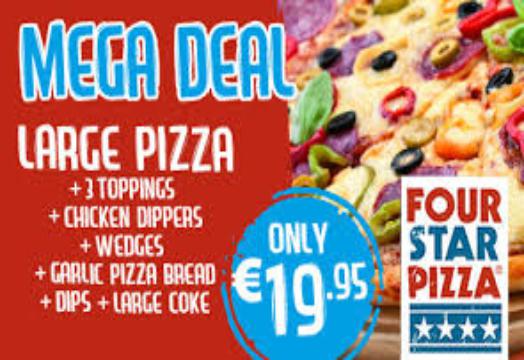 MEGA DEAL
LARGE PIZZA
+ 3 TOPPINGS
+ CHICKEN DIPPERS
+ WEDGES
+ GARLIC PIZZA BREAD
+ DIPS + LARGE COKE
ONLY
€19.95
FOUR
STAR
PIZZA